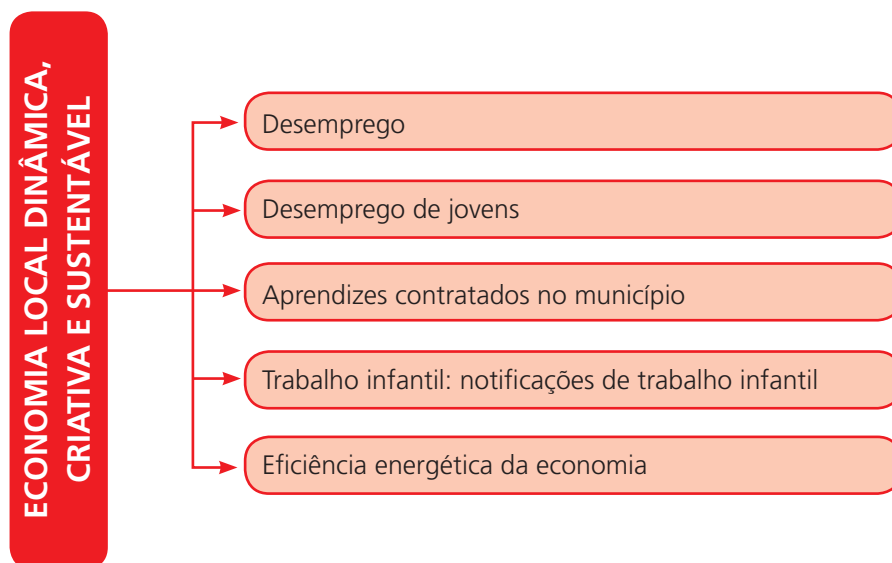 ECONOMIA LOCAL DINÂMICA,
CRIATIVA E SUSTENTÁVEL
Desemprego
Desemprego de jovens
Aprendizes contratados no município
Trabalho infantil: notificações de trabalho infantil
Eficiência energética da economia